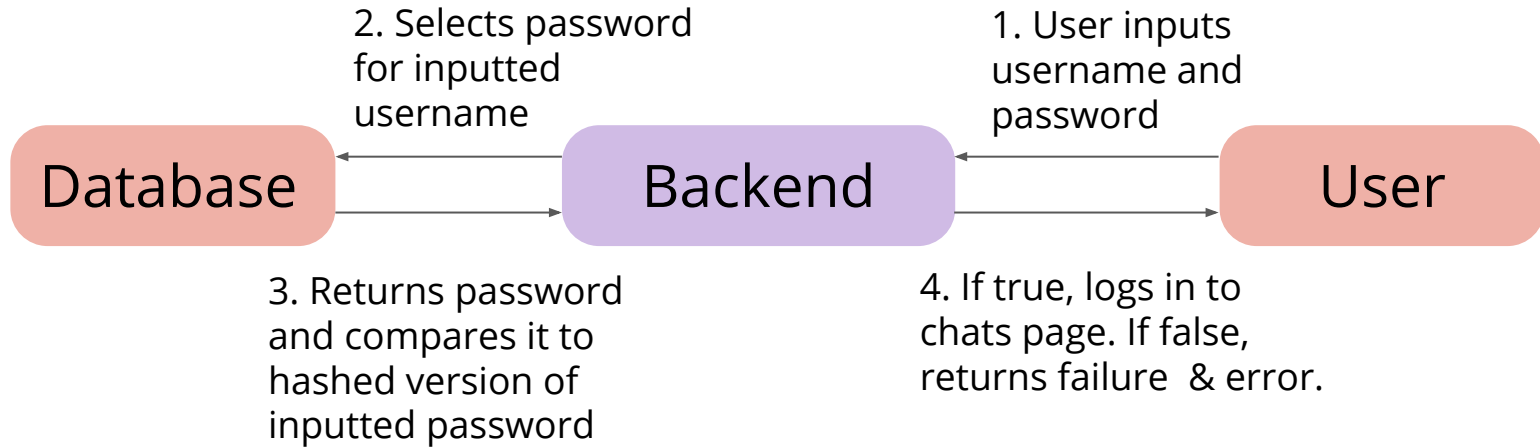 2. Selects password
for inputted
username
1. User inputs
username and
password
Database
Backend
User
3. Returns password
and compares it to
hashed version of
inputted password
4. If true, logs in to
chats page. If false,
returns failure & error.